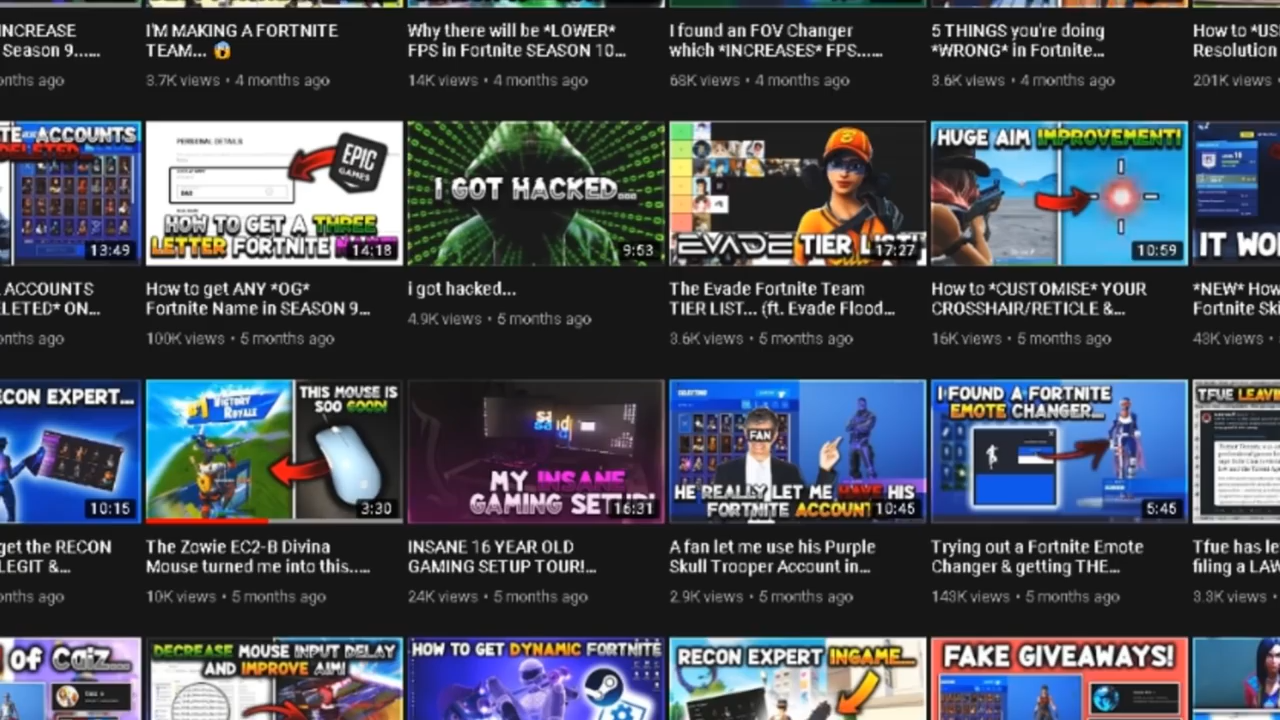 INCREASE
Season 9.....
onths ago
I'M MAKING A FORTNITE
TEAM... 😱
3.7K views • 4 months ago
Why there will be *LOWER*
FPS in Fortnite SEASON 10...
14K views • 4 months ago
I found an FOV Changer
which *INCREASES* FPS.....
68K views • 4 months ago
5 THINGS you're doing
*WRONG* in Fortnite...
3.6K views • 4 months ago
How to *US
Resolution
201K views •
TE ACCOUNTS
DELETED
13:49
ACCOUNTS
ELETED* ON...
onths ago
PERSONAL DETAILS
EPIC
GAMES
HOW TO GET A THREE
LETTER FORTNITE
14:18
How to get ANY *OG*
Fortnite Name in SEASON 9...
100K views • 5 months ago
I GOT HACKED...
9:53
i got hacked...
4.9K views • 5 months ago
EVADE TIER LIST!
17:27
The Evade Fortnite Team
TIER LIST... (ft. Evade Flood...
3.6K views • 5 months ago
HUGE AIM IMPROVEMENT!
10:59
How to *CUSTOMISE* YOUR
CROSSHAIR/RETICLE &...
16K views • 5 months ago
IT WO
*NEW* How
Fortnite Ski
43K views •
ECON EXPERT...
10:15
get the RECON
LEGIT &...
onths ago
#1 VICTORY
ROYALE
THIS MOUSE IS
SOO GOOD!
3:30
The Zowie EC2-B Divina
Mouse turned me into this.....
10K views • 5 months ago
MY INSANE
GAMING SETUP!
16:31
INSANE 16 YEAR OLD
GAMING SETUP TOUR!...
24K views • 5 months ago
FAN
HE REALLY LET ME HAVE HIS
FORTNITE ACCOUNT
10:45
A fan let me use his Purple
Skull Trooper Account in...
2.9K views • 5 months ago
I FOUND A FORTNITE
EMOTE CHANGER...
5:45
Trying out a Fortnite Emote
Changer & getting THE...
143K views • 5 months ago
TFUE LEAVI
Tfue has le
filing a LAW
3.3K views •
of Caiz...
DECREASE MOUSE INPUT DELAY
AND IMPROVE AIM!
HOW TO GET DYNAMIC FORTNITE
RECON EXPERT INGAME...
FAKE GIVEAWAYS!